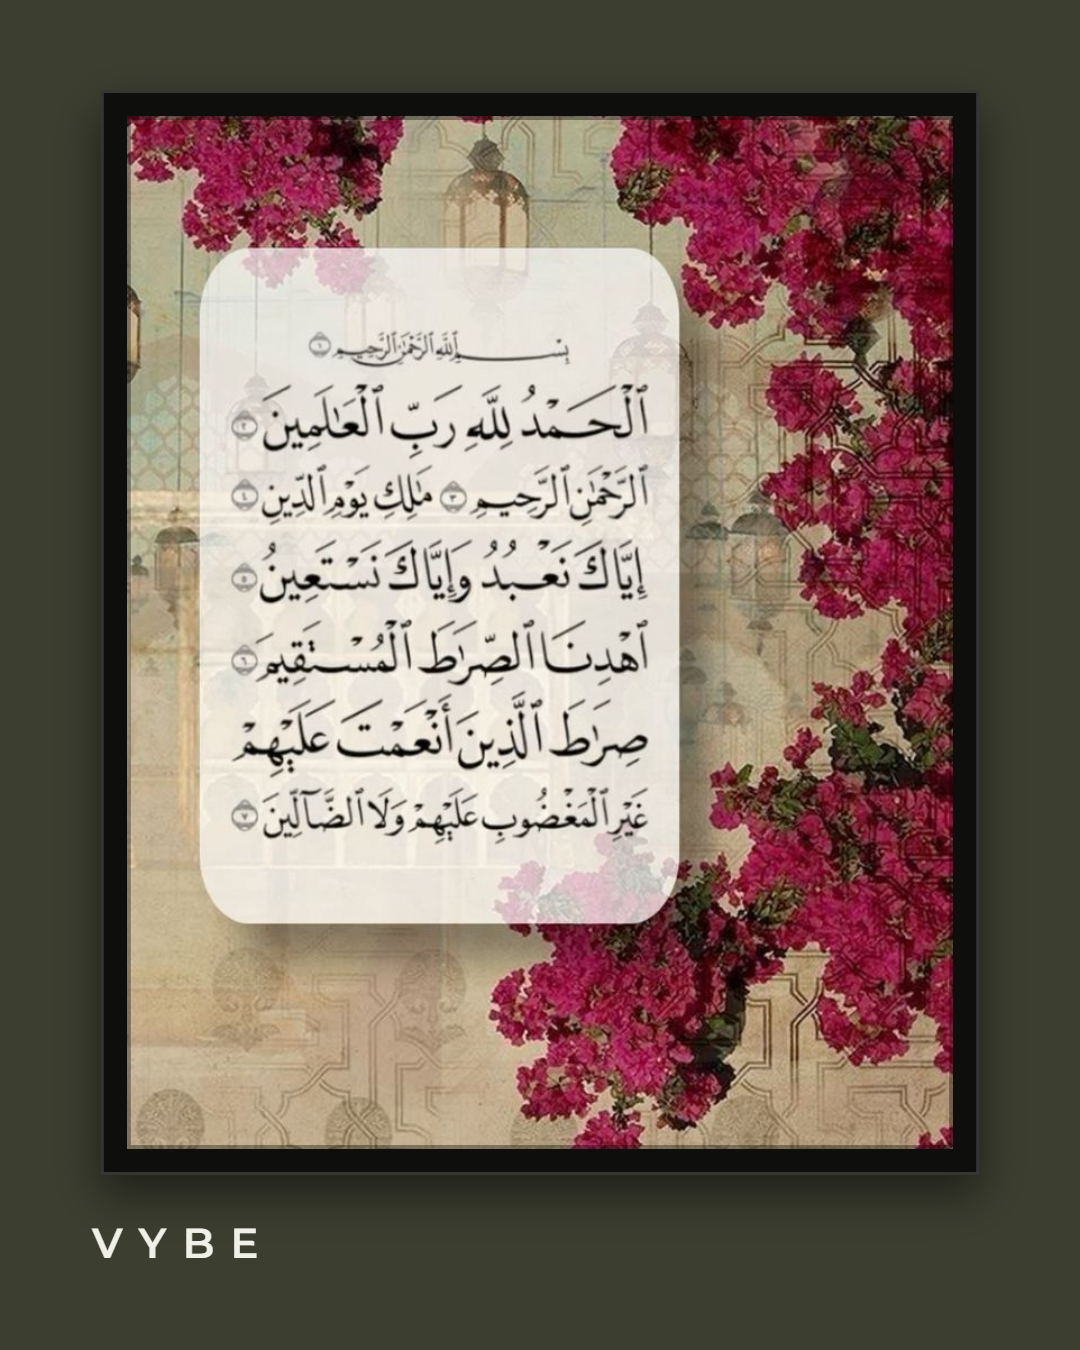 بِسْمِ ٱللَّهِ ٱلرَّحْمَٰنِ ٱلرَّحِيمِ ١
ٱلْحَمْدُ لِلَّهِ رَبِّ ٱلْعَٰلَمِينَ ٢
ٱلرَّحْمَٰنِ ٱلرَّحِيمِ ٣ مَٰلِكِ يَوْمِ ٱلدِّينِ ٤
إِيَّاكَ نَعْبُدُ وَإِيَّاكَ نَسْتَعِينُ ٥
ٱهْدِنَا ٱلصِّرَٰطَ ٱلْمُسْتَقِيمَ ٦
صِرَٰطَ ٱلَّذِينَ أَنْعَمْتَ عَلَيْهِمْ
غَيْرِ ٱلْمَغْضُوبِ عَلَيْهِمْ وَلَا ٱلضَّآلِّينَ ٧
VYBE